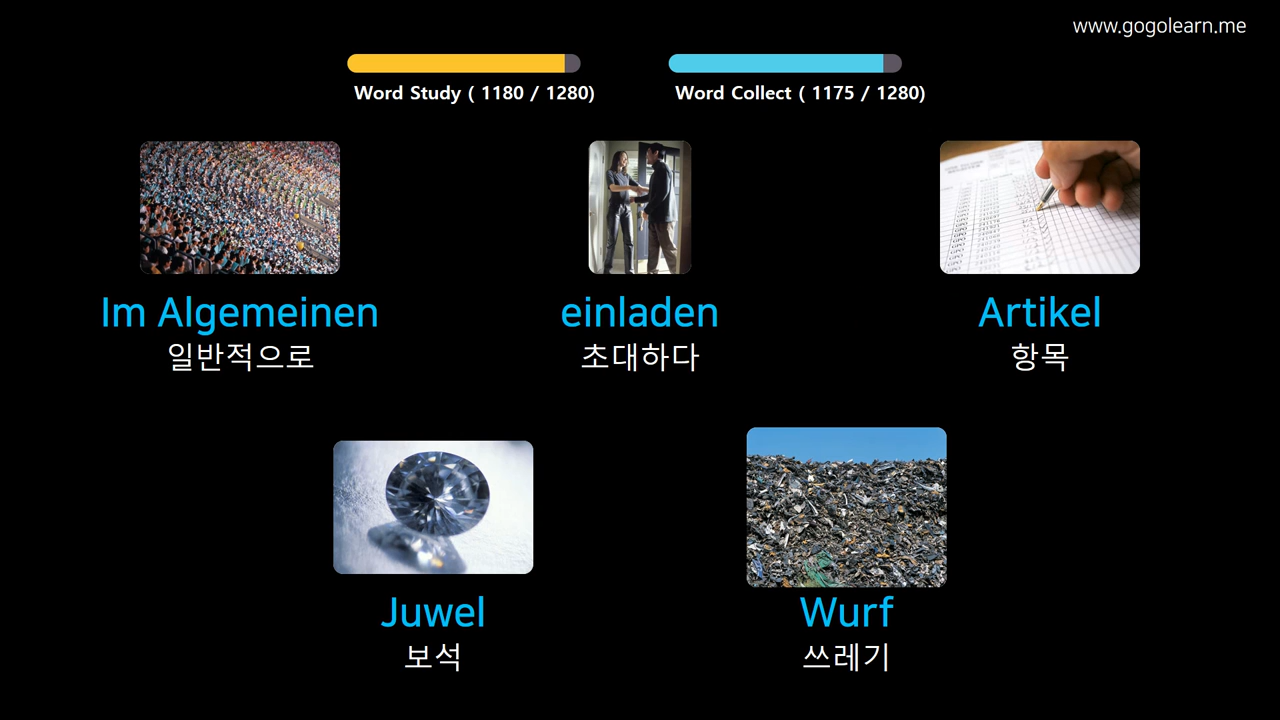 www.gogolearn.me
Word Study ( 1180 / 1280)
Word Collect ( 1175 / 1280)
Im Algemeinen
einladen
Artikel
일반적으로
초대하다
항목
Juwel
Wurf
보석
쓰레기